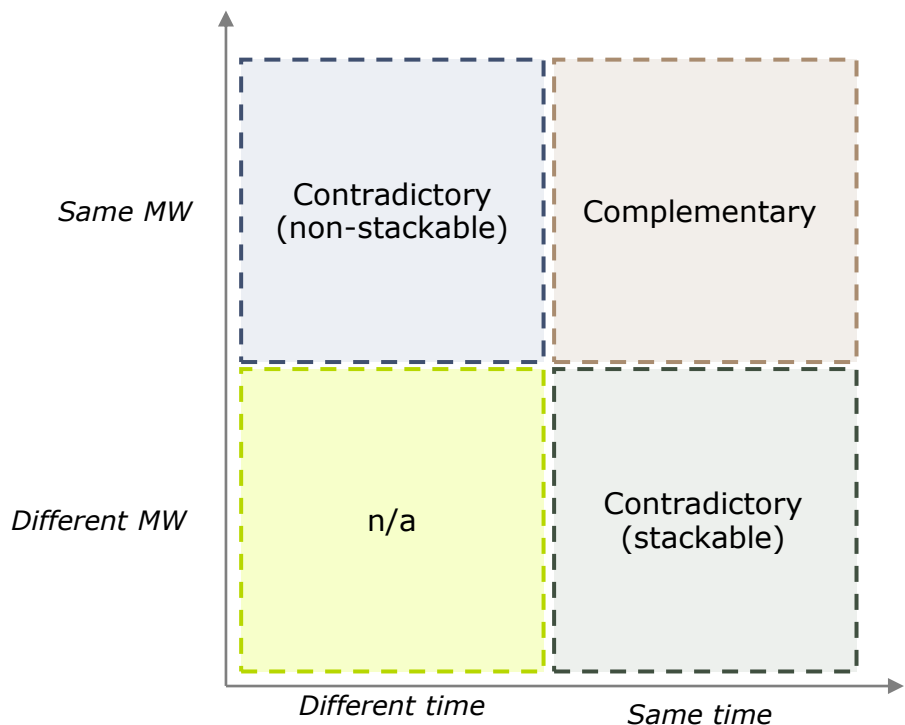 Same MW
Contradictory
(non-stackable)
Complementary
Different MW
n/a
Contradictory
(stackable)
Different time
Same time